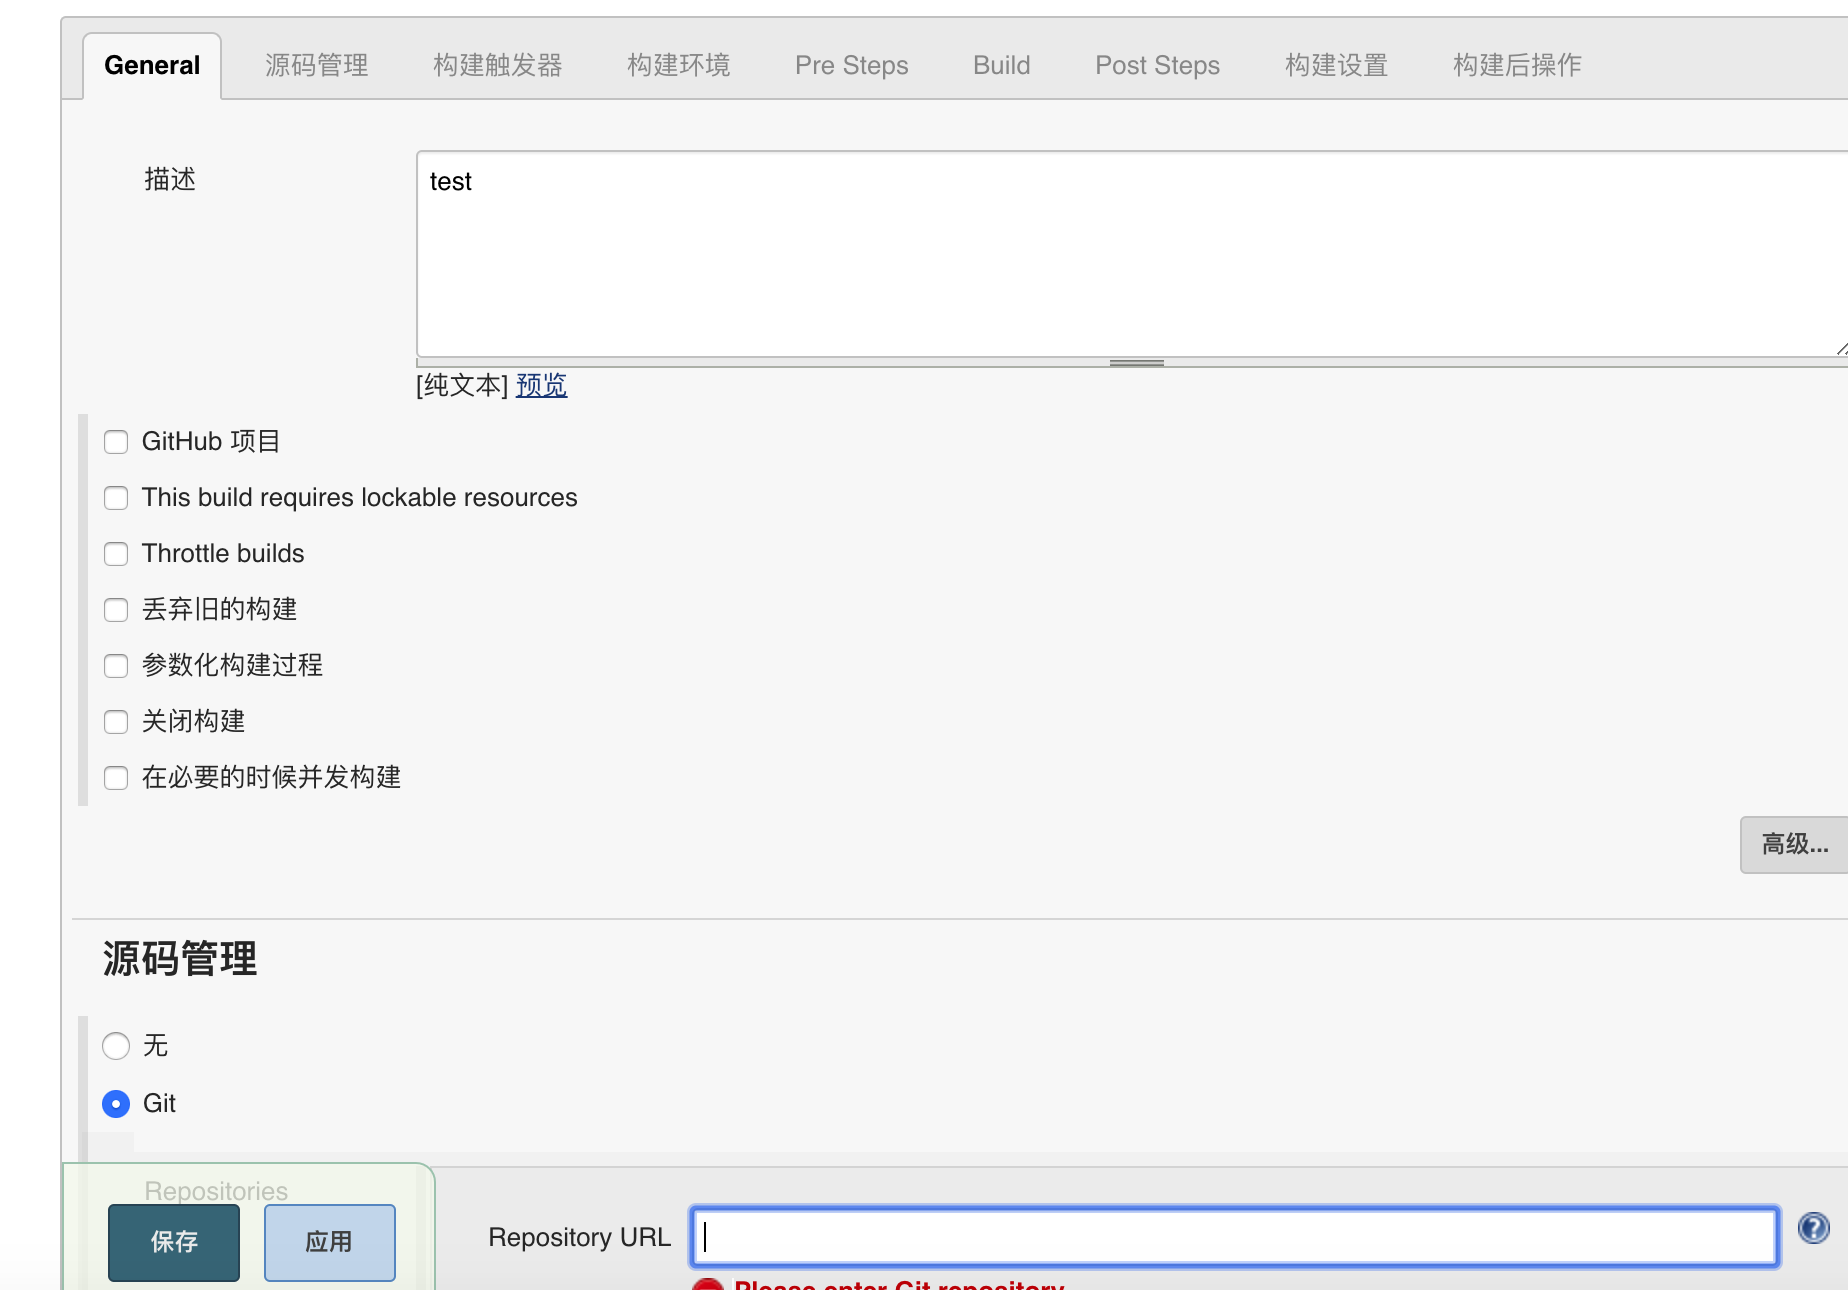 General 源码管理 构建触发器 构建环境 Pre Steps Build Post Steps 构建设置 构建后操作
描述
test
[纯文本] 预览
GitHub 项目
This build requires lockable resources
Throttle builds
丢弃旧的构建
参数化构建过程
关闭构建
在必要的时候并发构建
高级...
源码管理
无
Git
Repositories
保存 应用
Repository URL
Please enter Git repository.